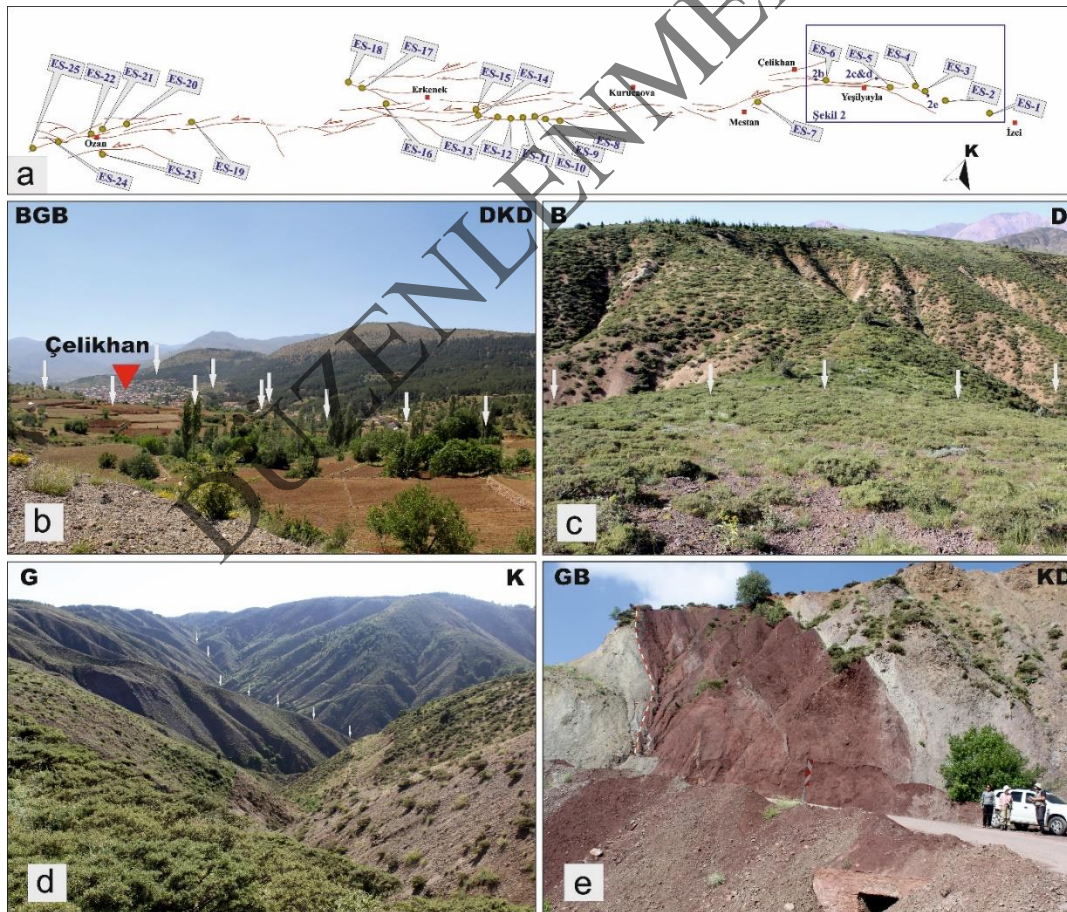 ES-25
ES-22
ES-21
ES-20
Ozan
ES-24
ES-23
ES-19
ES-18
ES-17
Erkenek
ES-16
ES-13
ES-12
ES-11
ES-10
ES-9
ES-8
ES-15
ES-14
Kurucaova
Çelikhan
Mestan
ES-7
ES-6
ES-5
ES-4
ES-3
ES-2
ES-1
2b
2c&d
2e
Yeşilyayla
Şekil 2
İzci
K
a
BGB
DKD
Çelikhan
b
B
D
c
G
K
d
GB
KD
e